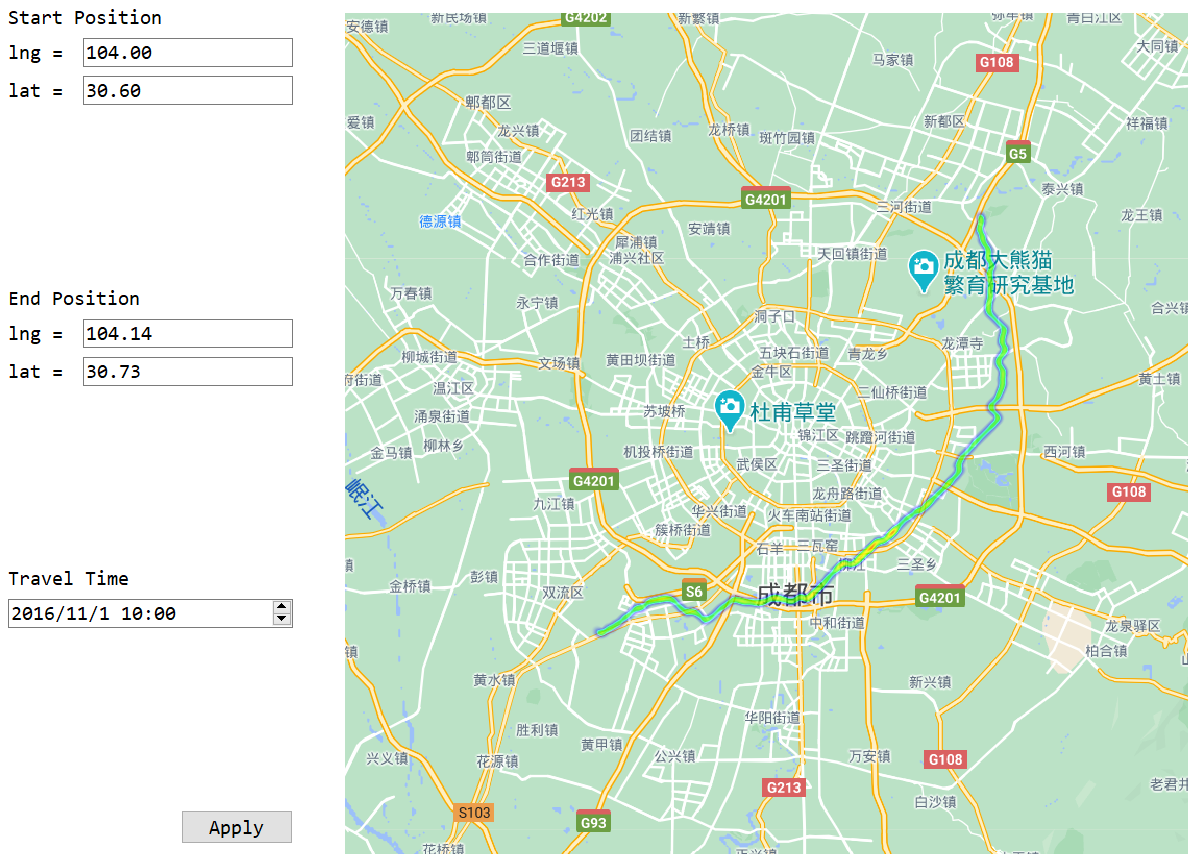 Start Position
lng = 104.00
lat = 30.60
End Position
lng = 104.14
lat = 30.73
Travel Time
2016/11/1 10:00
Apply
安德镇
新民场镇
G4202
新繁镇
弥牟镇
青白江区
三道堰镇
马家镇
G108
大同镇
爱镇
郫都区
龙兴镇
团结镇
龙桥镇
斑竹园镇
新都区
祥福镇
郫筒街道
G5
G213
G4201
泰兴镇
德源镇
红光镇
三河街道
龙王镇
安靖镇
犀浦镇
浦兴社区
合作街道
天回镇街道
成都大熊猫
繁育研究基地
万春镇
永宁镇
合兴镇
洞子口
土桥
龙潭寺
柳城街道
文场镇
黄田坝街道
五块石街道
青龙乡
府街道
温江区
金牛区
黄土镇
二仙桥街道
涌泉街道
苏坡桥
杜甫草堂
金马镇
柳林乡
锦江区
跳蹬河街道
机投桥街道
武侯区
三圣街道
西河镇
岷江
G4201
龙舟路街道
G108
九江镇
华兴街道
火车南站街道
簇桥街道
石羊
三瓦窑
镇
柳江
三圣乡
金桥镇
彭镇
双流区
S6
成都市
G4201
中和街道
龙泉驿区
镇
柏合镇
山
黄水镇
新兴镇
胜利镇
黄甲镇
华阳街道
兴义镇
花源镇
公兴镇
万安镇
G108
G213
老君井
S103
G93
白沙镇
花桥镇
正兴镇